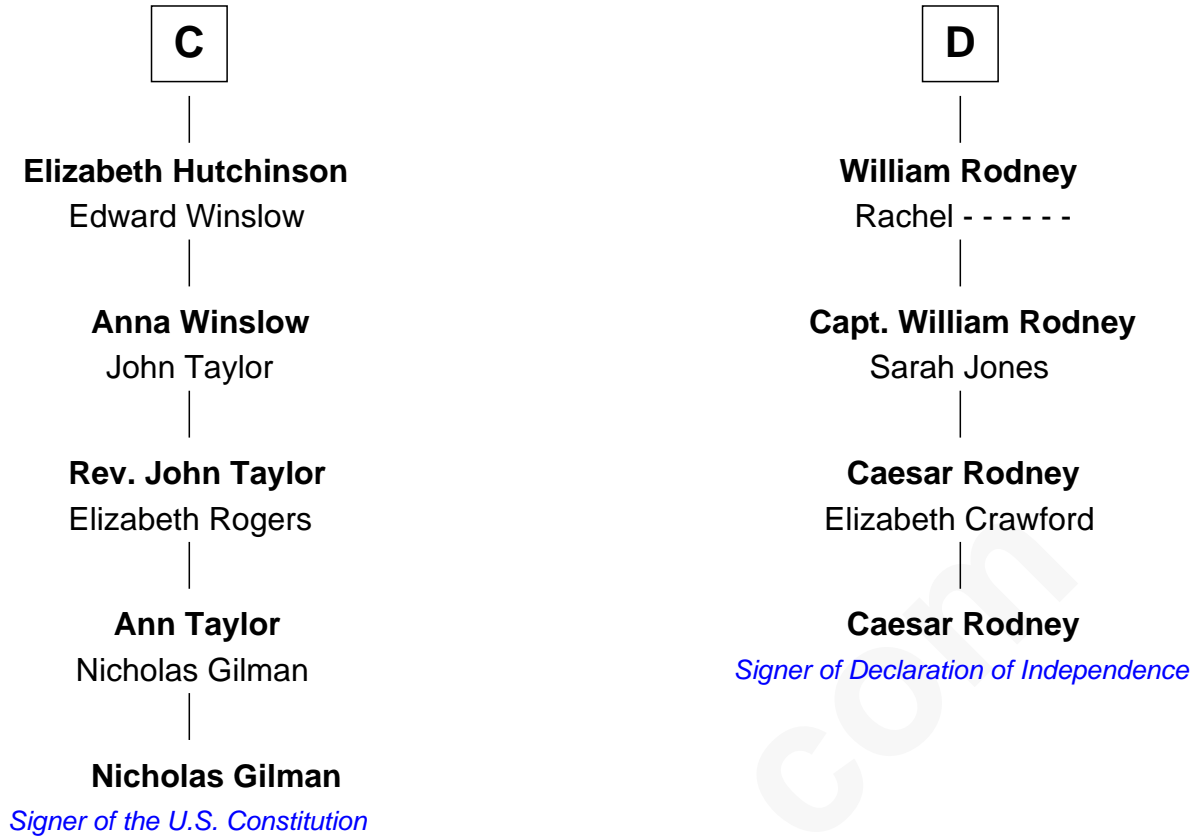 C
Elizabeth Hutchinson
Edward Winslow
Anna Winslow
John Taylor
Rev. John Taylor
Elizabeth Rogers
Ann Taylor
Nicholas Gilman
Nicholas Gilman
Signer of the U.S. Constitution
D
William Rodney
Rachel - - - - - -
Capt. William Rodney
Sarah Jones
Caesar Rodney
Elizabeth Crawford
Caesar Rodney
Signer of Declaration of Independence
com